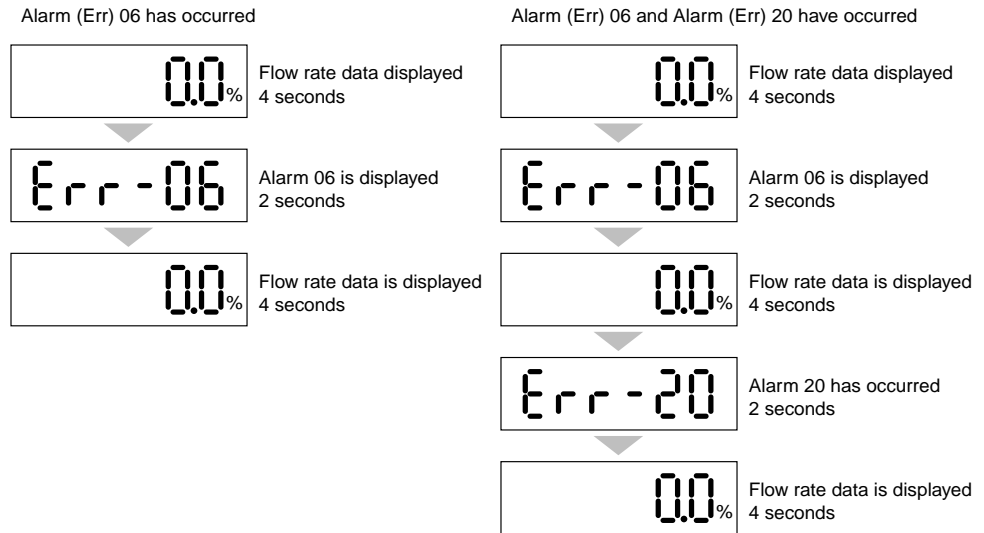 Alarm (Err) 06 has occurred
0.0%
Flow rate data displayed
4 seconds
Err-06
Alarm 06 is displayed
2 seconds
0.0%
Flow rate data is displayed
4 seconds
Alarm (Err) 06 and Alarm (Err) 20 have occurred
0.0%
Flow rate data displayed
4 seconds
Err-06
Alarm 06 is displayed
2 seconds
0.0%
Flow rate data is displayed
4 seconds
Err-20
Alarm 20 has occurred
2 seconds
0.0%
Flow rate data is displayed
4 seconds